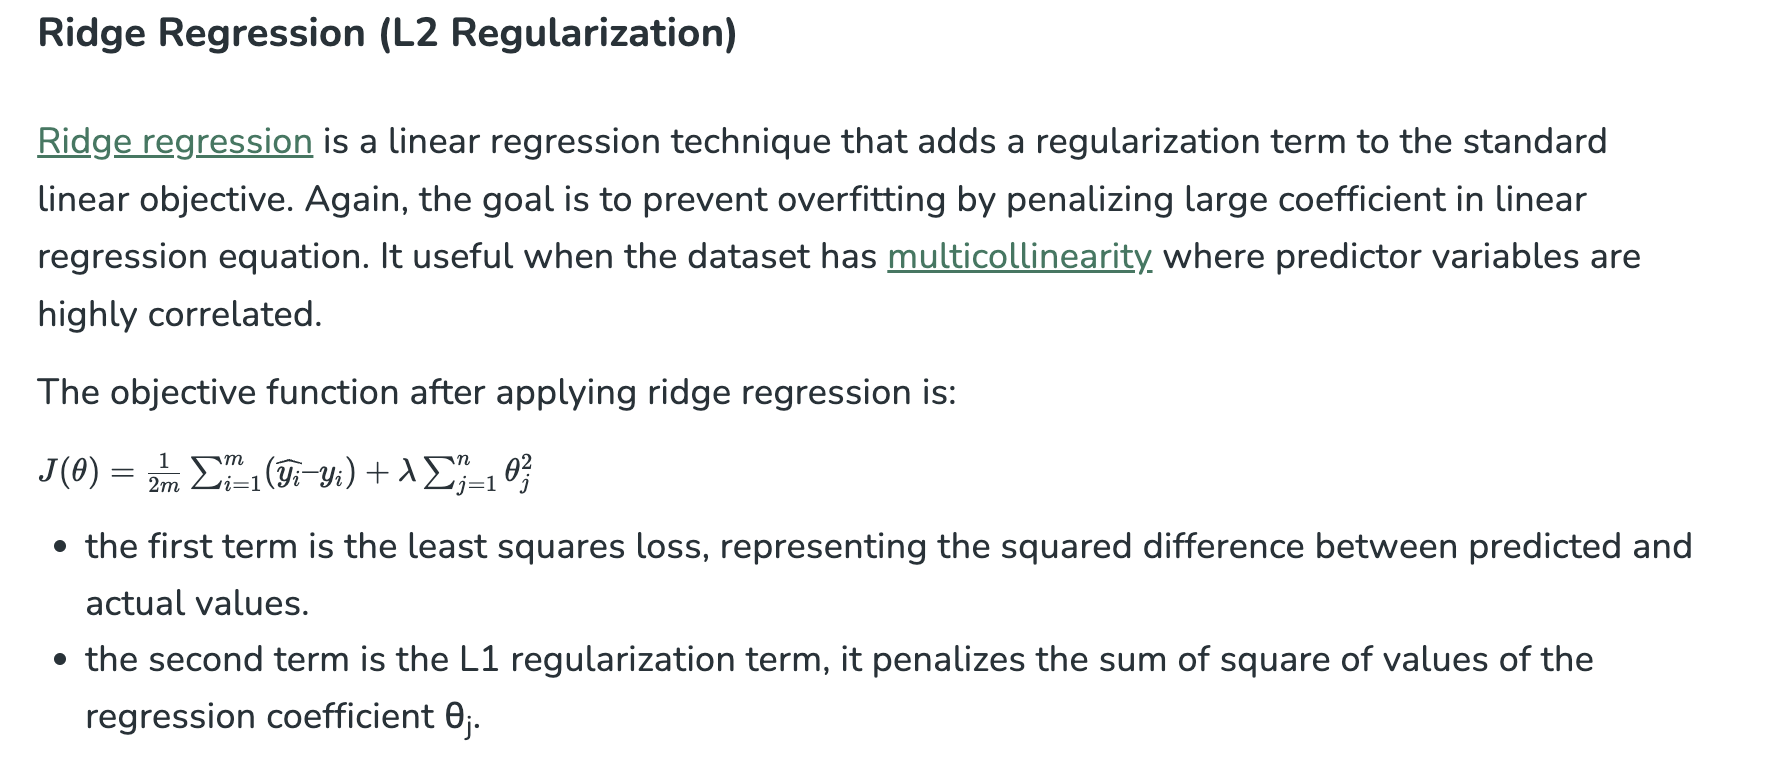 Ridge Regression (L2 Regularization)
Ridge regression is a linear regression technique that adds a regularization term to the standard
linear objective. Again, the goal is to prevent overfitting by penalizing large coefficient in linear
regression equation. It useful when the dataset has multicollinearity where predictor variables are
highly correlated.
The objective function after applying ridge regression is:
J(θ) = \frac{1}{2m} \sum_{i=1}^{m} (\widehat{y_i} – y_i) + λ \sum_{j=1}^{n} θ_j^2
• the first term is the least squares loss, representing the squared difference between predicted and
actual values.
• the second term is the L1 regularization term, it penalizes the sum of square of values of the
regression coefficient θⱼ.